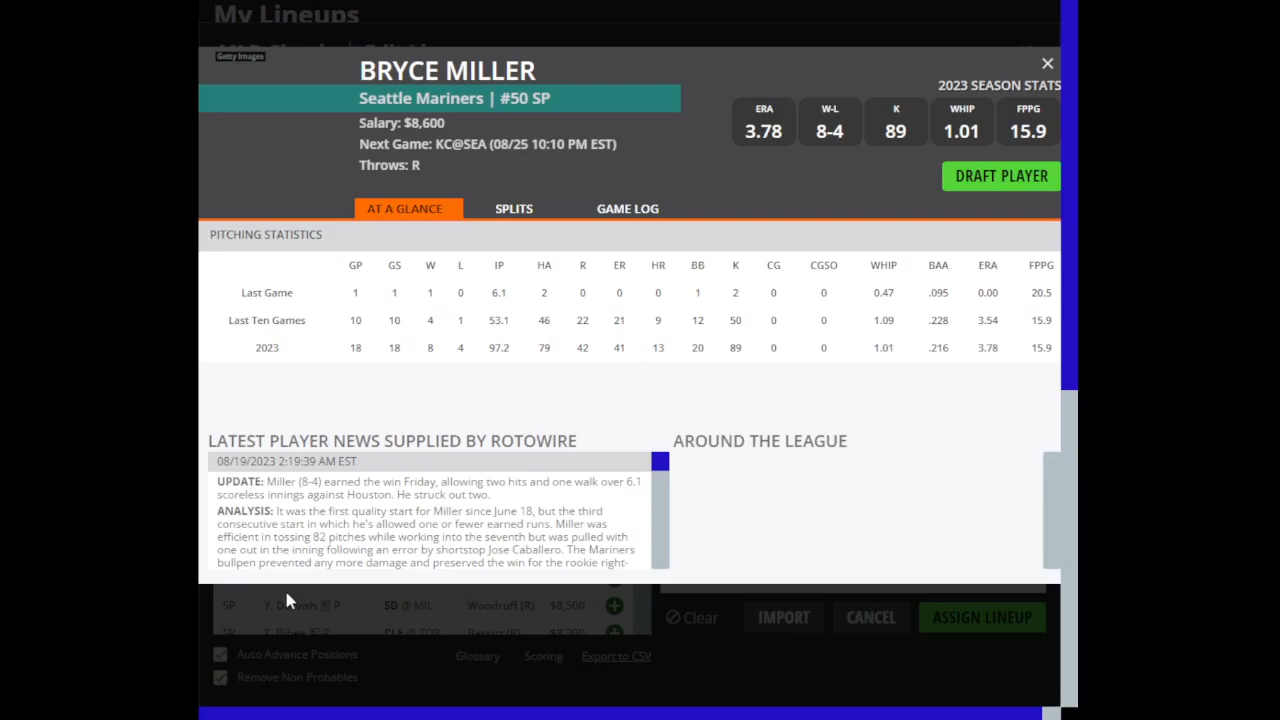 My Lineups
Getty Images
BRYCE MILLER
Seattle Mariners | #50 SP
Salary: $8,600
Next Game: KC@SEA (08/25 10:10 PM EST)
Throws: R
2023 SEASON STATS
ERA W-L K WHIP FPPG
3.78 8-4 89 1.01 15.9
DRAFT PLAYER
AT A GLANCE SPLITS GAME LOG
PITCHING STATISTICS
GP GS W L IP HA R ER HR BB K CG CGSO WHIP BAA ERA FPPG
Last Game 1 1 1 0 6.1 2 0 0 0 1 2 0 0 0.47 .095 0.00 20.5
Last Ten Games 10 10 4 1 53.1 46 22 21 9 12 50 0 0 1.09 .228 3.54 15.9
2023 18 18 8 4 97.2 79 42 41 13 20 89 0 0 1.01 .216 3.78 15.9
LATEST PLAYER NEWS SUPPLIED BY ROTOWIRE
08/19/2023 2:19:39 AM EST
UPDATE: Miller (8-4) earned the win Friday, allowing two hits and one walk over 6.1
scoreless innings against Houston. He struck out two.
ANALYSIS: It was the first quality start for Miller since June 18, but the third
consecutive start in which he's allowed one or fewer earned runs. Miller was
efficient in tossing 82 pitches while working into the seventh but was pulled with
one out in the inning following an error by shortstop Jose Caballero. The Mariners
bullpen prevented any more damage and preserved the win for the rookie right-
AROUND THE LEAGUE
SP Y. P SD @ MIL Woodruff (R) $8,500
CLE @ TOR
Auto Advance Positions
Remove Non Probables
Glossary Scoring Export to CSV
Clear IMPORT CANCEL ASSIGN LINEUP